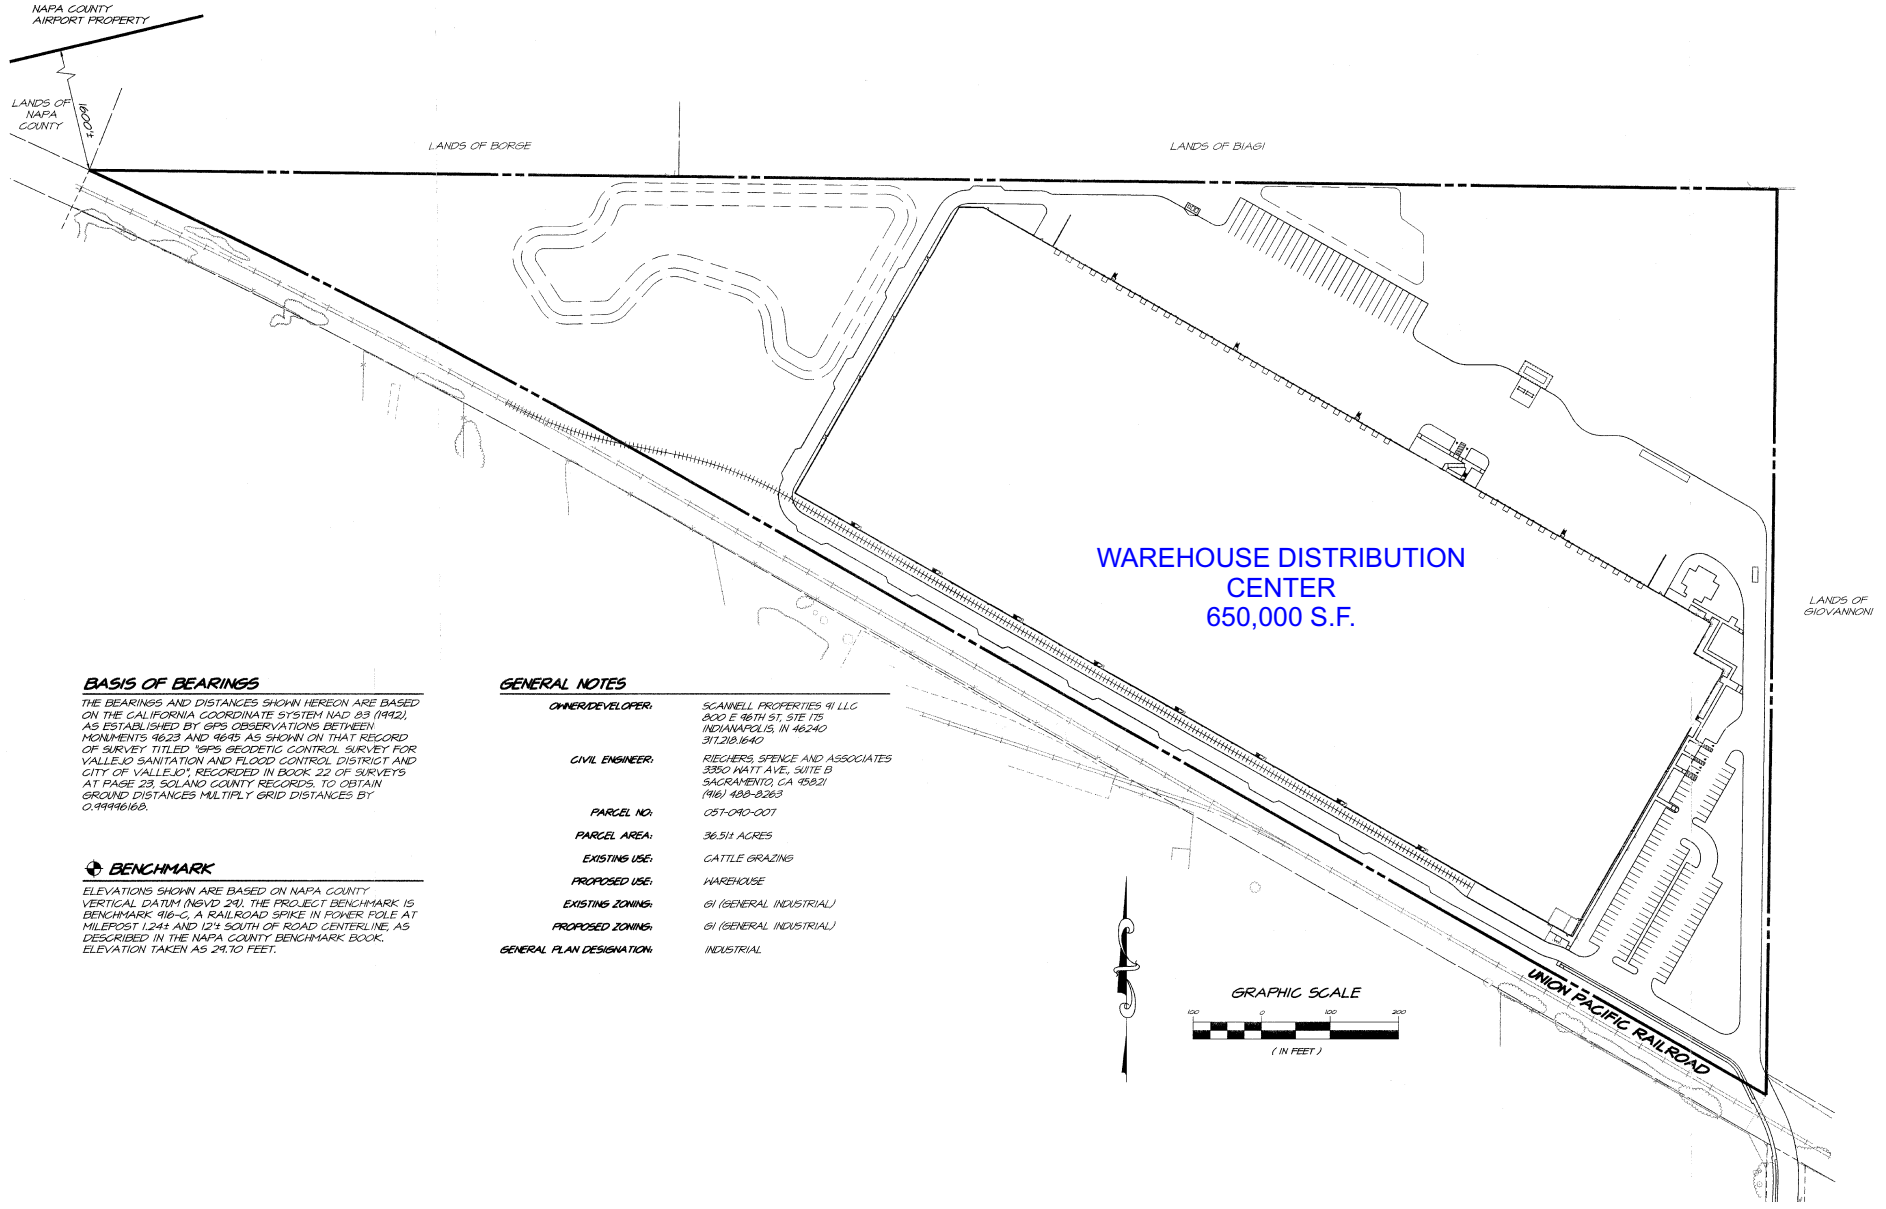 NAPA COUNTY
AIRPORT PROPERTY
LANDS OF
NAPA
COUNTY
1600'±
LANDS OF BORGE
LANDS OF BIAGI
WAREHOUSE DISTRIBUTION
CENTER
650,000 S.F.
LANDS OF
GIOVANNONI
BASIS OF BEARINGS
THE BEARINGS AND DISTANCES SHOWN HEREON ARE BASED
ON THE CALIFORNIA COORDINATE SYSTEM NAD 83 (1992),
AS ESTABLISHED BY GPS OBSERVATIONS BETWEEN
MONUMENTS 9623 AND 9695 AS SHOWN ON THAT RECORD
OF SURVEY TITLED "GPS GEODETIC CONTROL SURVEY FOR
VALLEJO SANITATION AND FLOOD CONTROL DISTRICT AND
CITY OF VALLEJO", RECORDED IN BOOK 22 OF SURVEYS
AT PAGE 23, SOLANO COUNTY RECORDS. TO OBTAIN
GROUND DISTANCES MULTIPLY GRID DISTANCES BY
0.99996168.
BENCHMARK
ELEVATIONS SHOWN ARE BASED ON NAPA COUNTY
VERTICAL DATUM (NGVD 29). THE PROJECT BENCHMARK IS
BENCHMARK 916-C, A RAILROAD SPIKE IN POWER POLE AT
MILEPOST 1.24± AND 12'± SOUTH OF ROAD CENTERLINE, AS
DESCRIBED IN THE NAPA COUNTY BENCHMARK BOOK.
ELEVATION TAKEN AS 29.70 FEET.
GENERAL NOTES
OWNER/DEVELOPER: SCANNELL PROPERTIES 91 LLC
800 E 96TH ST, STE 175
INDIANAPOLIS, IN 46240
317.218.1640
CIVIL ENGINEER: RIECHERS, SPENCE AND ASSOCIATES
3350 WATT AVE., SUITE B
SACRAMENTO, CA 95821
(916) 488-8263
PARCEL NO: 057-090-007
PARCEL AREA: 36.51± ACRES
EXISTING USE: CATTLE GRAZING
PROPOSED USE: WAREHOUSE
EXISTING ZONING: GI (GENERAL INDUSTRIAL)
PROPOSED ZONING: GI (GENERAL INDUSTRIAL)
GENERAL PLAN DESIGNATION: INDUSTRIAL
UNION PACIFIC RAILROAD
GRAPHIC SCALE
100 0 100 200
( IN FEET )